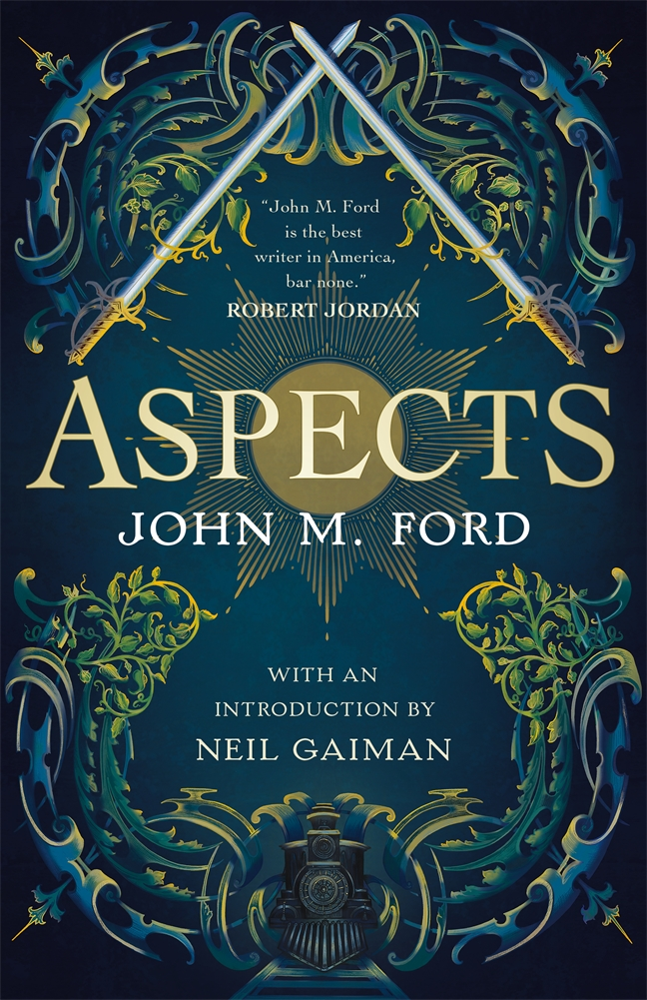 “John M. Ford
is the best
writer in America,
bar none.”
ROBERT JORDAN
ASPECTS
JOHN M. FORD
WITH AN
INTRODUCTION BY
NEIL GAIMAN